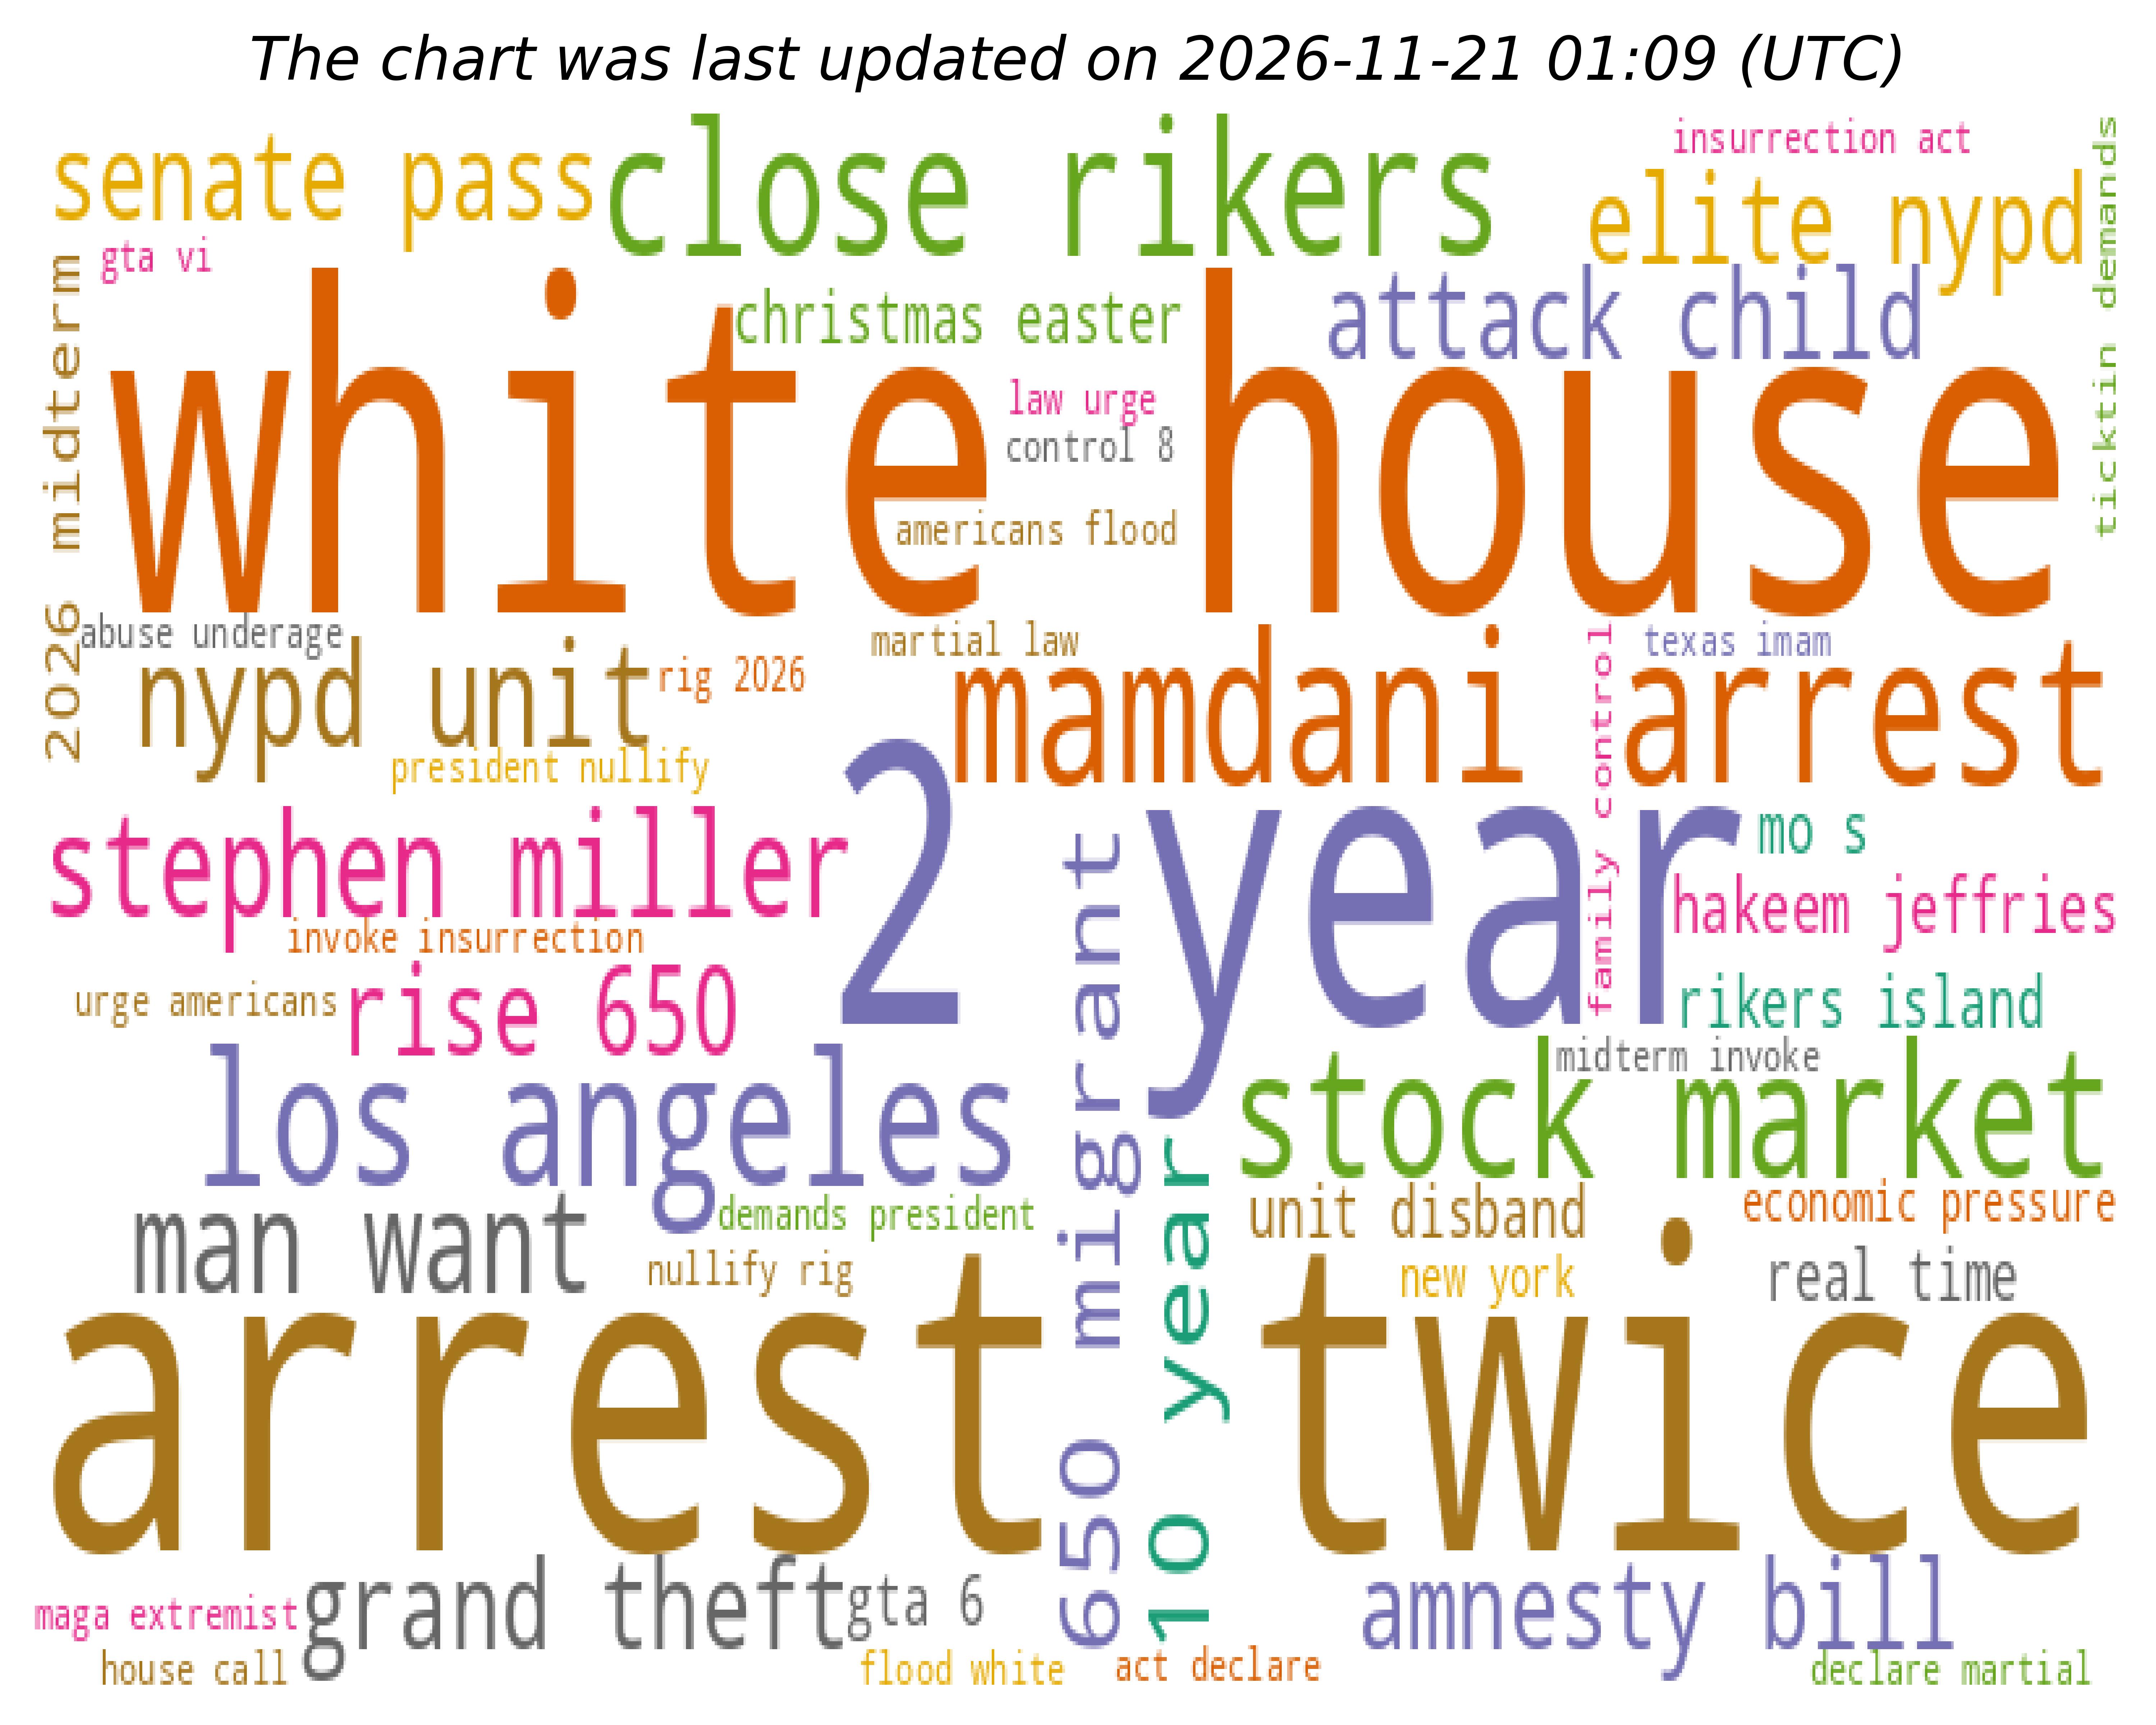 The chart was last updated on 2026-11-21 01:09 (UTC)
senate pass
close rikers
insurrection act
elite nypd
ticktin demands
gta vi
2026 midterm
white house
christmas easter
attack child
law urge
control 8
americans flood
abuse underage
nypd unit
rig 2026
martial law
mamdani arrest
texas imam
family control
president nullify
stephen miller
2 year
mo s
hakeem jeffries
invoke insurrection
urge americans
rise 650
rikers island
midterm invoke
los angeles
650 migrant
10 year
stock market
man want
demands president
nullify rig
unit disband
economic pressure
new york
real time
arrest twice
maga extremist
grand theft
gta 6
amnesty bill
house call
flood white
act declare
declare martial